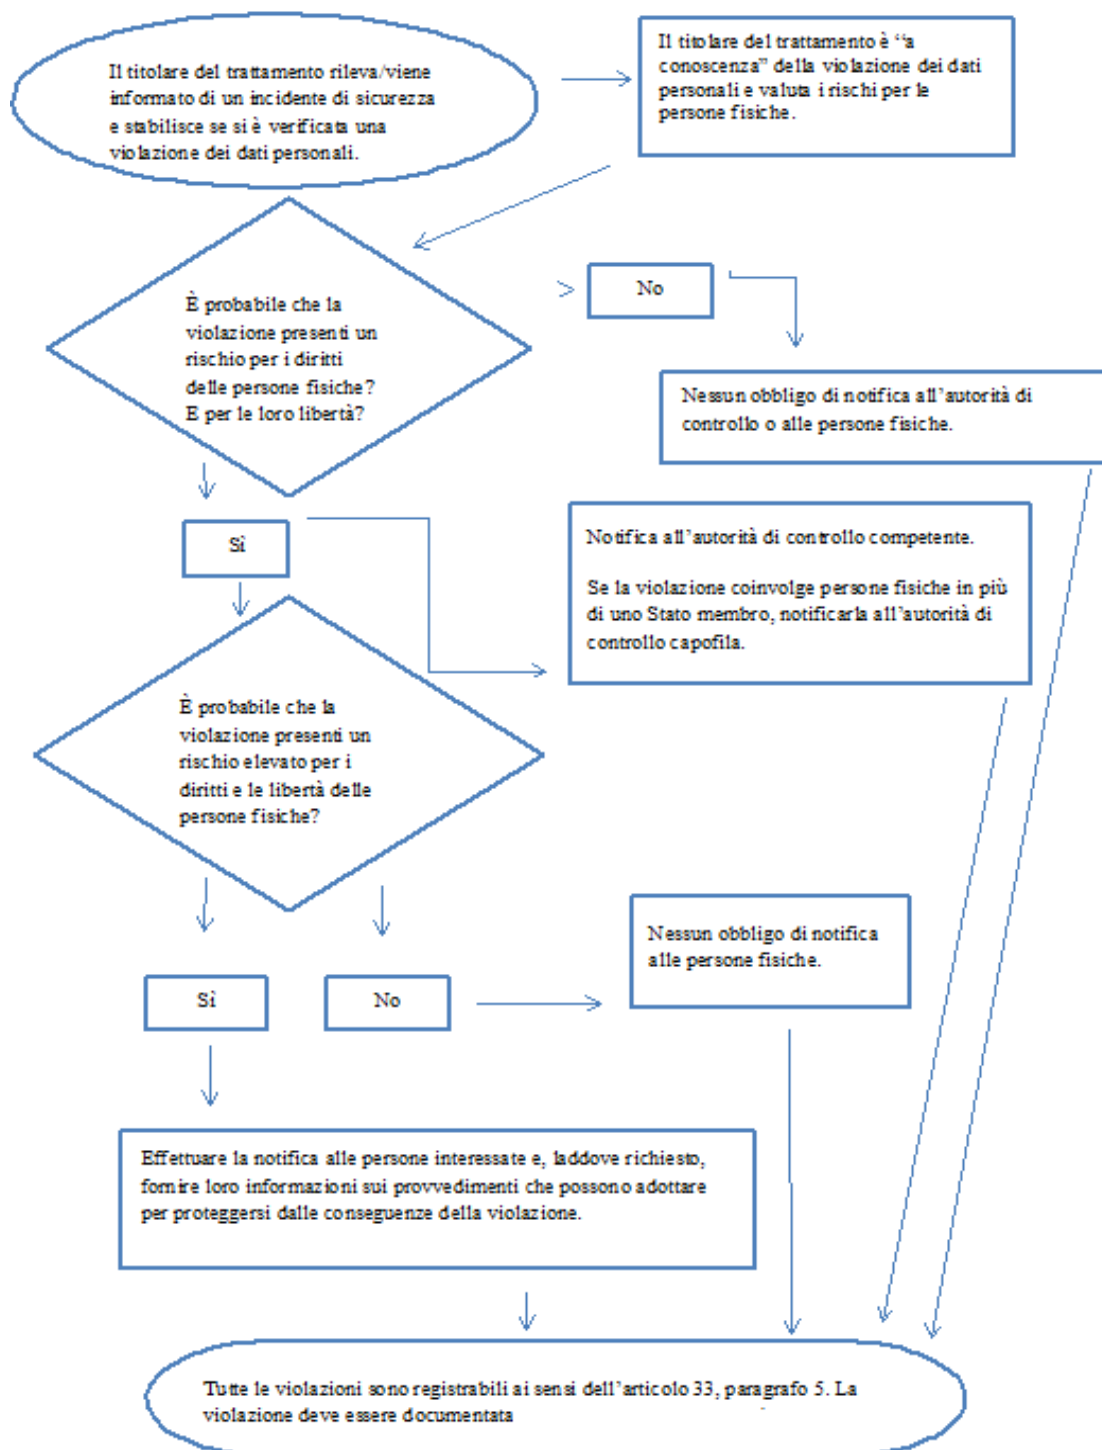 Il titolare del trattamento rileva/viene
informato di un incidente di sicurezza
e stabilisce se si è verificata una
violazione dei dati personali.
Il titolare del trattamento è “a
conoscenza” della violazione dei dati
personali e valuta i rischi per le
persone fisiche.
È probabile che la
violazione presenti un
rischio per i diritti
delle persone fisiche?
E per le loro libertà?
No
Nessun obbligo di notifica all’autorità di
controllo o alle persone fisiche.
Sì
Notifica all’autorità di controllo competente.
Se la violazione coinvolge persone fisiche in più
di uno Stato membro, notificarla all’autorità di
controllo capofila.
È probabile che la
violazione presenti un
rischio elevato per i
diritti e le libertà delle
persone fisiche?
Sì
No
Nessun obbligo di notifica
alle persone fisiche.
Effettuare la notifica alle persone interessate e, laddove richiesto,
fornire loro informazioni sui provvedimenti che possono adottare
per proteggersi dalle conseguenze della violazione.
Tutte le violazioni sono registrabili ai sensi dell’articolo 33, paragrafo 5. La
violazione deve essere documentata